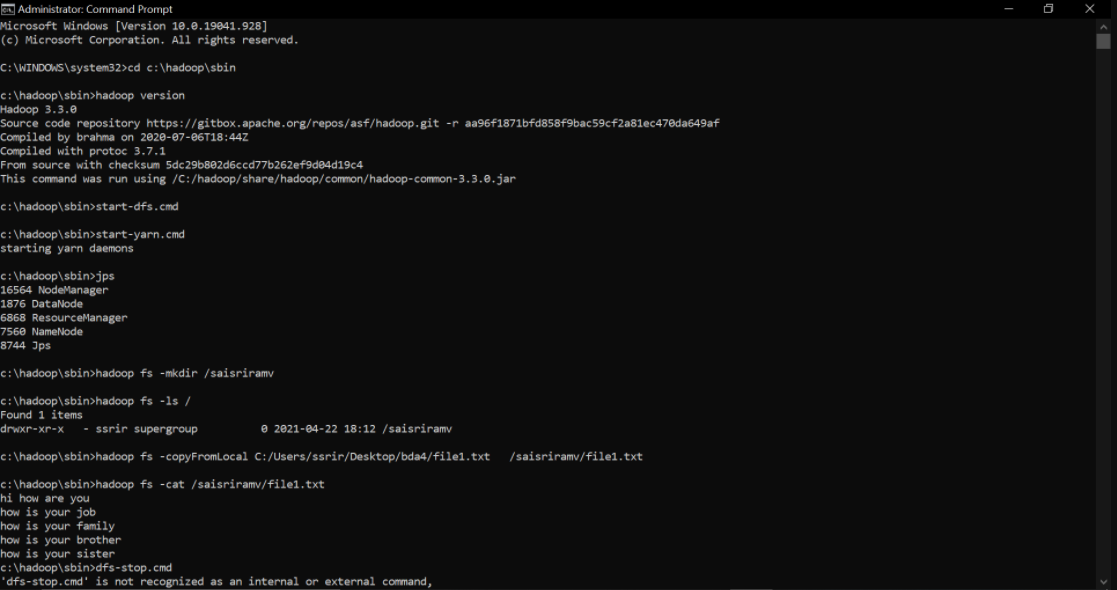 Administrator: Command Prompt
Microsoft Windows [Version 10.0.19041.928]
(c) Microsoft Corporation. All rights reserved.
C:\WINDOWS\system32>cd c:\hadoop\sbin
c:\hadoop\sbin>hadoop version
Hadoop 3.3.0
Source code repository https://gitbox.apache.org/repos/asf/hadoop.git -r aa96f1871bfd858f9bac59cf2a81ec470da649af
Compiled by brahma on 2020-07-06T18:44Z
Compiled with protoc 3.7.1
From source with checksum 5dc29b802d6ccd77b262ef9d04d19c4
This command was run using /C:/hadoop/share/hadoop/common/hadoop-common-3.3.0.jar
c:\hadoop\sbin>start-dfs.cmd
c:\hadoop\sbin>start-yarn.cmd
starting yarn daemons
c:\hadoop\sbin>jps
16564 NodeManager
1876 DataNode
6868 ResourceManager
7560 NameNode
8744 Jps
c:\hadoop\sbin>hadoop fs -mkdir /saisriramv
c:\hadoop\sbin>hadoop fs -ls /
Found 1 items
drwxr-xr-x   - ssrir supergroup          0 2021-04-22 18:12 /saisriramv
c:\hadoop\sbin>hadoop fs -copyFromLocal C:/Users/ssrir/Desktop/bda4/file1.txt   /saisriramv/file1.txt
c:\hadoop\sbin>hadoop fs -cat /saisriramv/file1.txt
hi how are you
how is your job
how is your family
how is your brother
how is your sister
c:\hadoop\sbin>dfs-stop.cmd
'dfs-stop.cmd' is not recognized as an internal or external command,